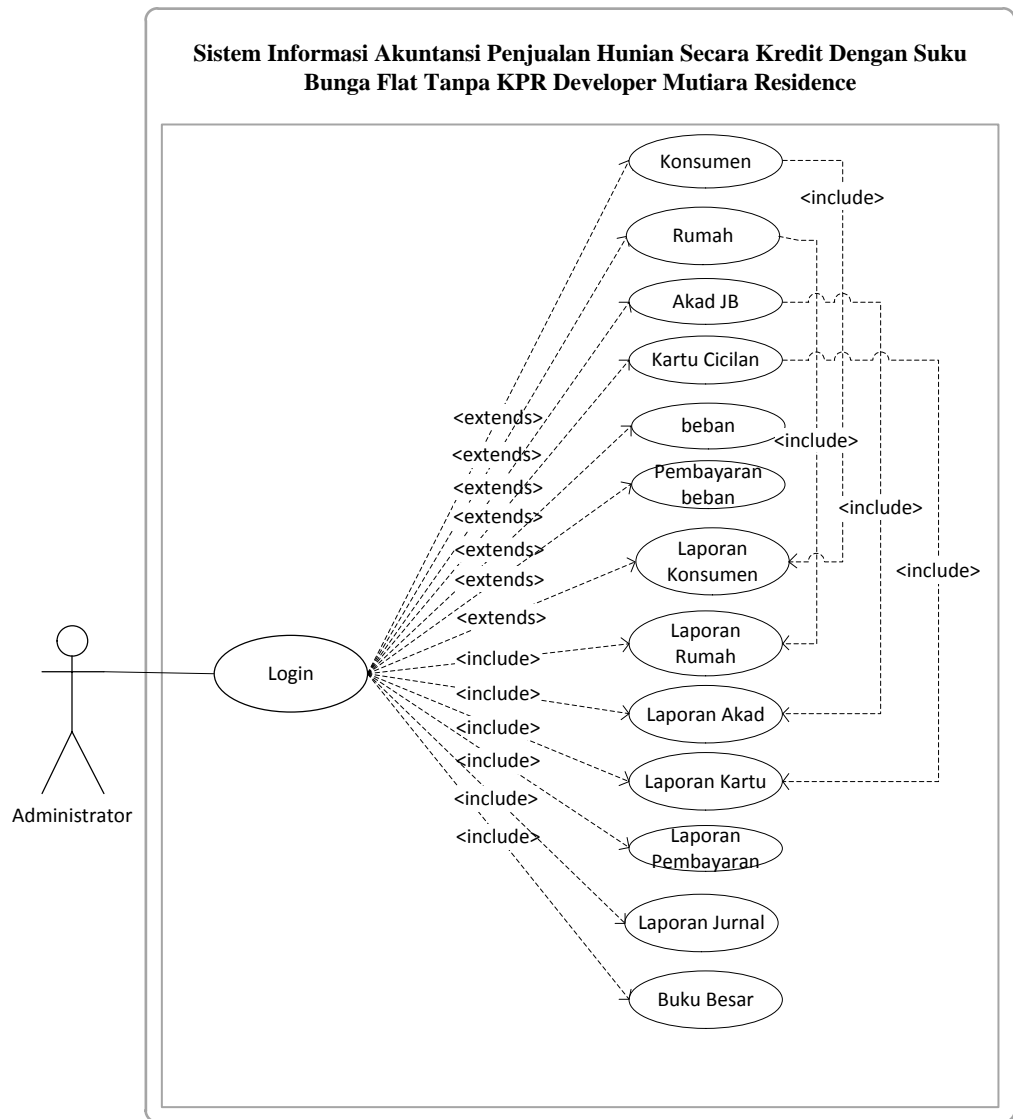 Sistem Informasi Akuntansi Penjualan Hunian Secara Kredit Dengan Suku
Bunga Flat Tanpa KPR Developer Mutiara Residence
Konsumen
<include>
Rumah
Akad JB
Kartu Cicilan
<extends>
beban
<include>
<extends>
Pembayaran
beban
<extends>
<include>
<extends>
<extends>
Laporan
Konsumen
<include>
<extends>
<extends>
Laporan
Rumah
<include>
Login
<include>
Laporan Akad
<include>
<include>
Laporan Kartu
<include>
Administrator
<include>
Laporan
Pembayaran
Laporan Jurnal
Buku Besar